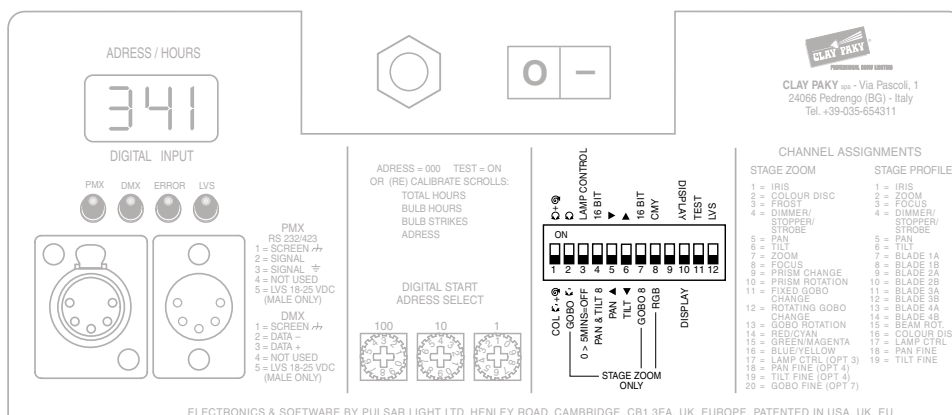 ADRESS / HOURS
341
DIGITAL INPUT
PMX DMX ERROR LVS
PMX
RS 232/423
1 = SCREEN
2 = SIGNAL
3 = SIGNAL
4 = NOT USED
5 = LVS 18-25 VDC
(MALE ONLY)
DMX
1 = SCREEN
2 = DATA –
3 = DATA +
4 = NOT USED
5 = LVS 18-25 VDC
(MALE ONLY)
O –
ADRESS = 000 TEST = ON
OR (RE) CALIBRATE SCROLLS:
TOTAL HOURS
BULB HOURS
BULB STRIKES
ADRESS
DIGITAL START
ADRESS SELECT
100 10 1
LAMP CONTROL
16 BIT
16 BIT
CMY
DISPLAY
TEST
LVS
ON
1 2 3 4 5 6 7 8 9 10 11 12
COL
GOBO
0 > 5MINS=OFF
PAN & TILT 8
PAN
TILT
GOBO 8
RGB
DISPLAY
STAGE ZOOM
ONLY
CLAY PAKY
PROFESSIONAL SHOW LIGHTING
CLAY PAKY spa - Via Pascoli, 1
24066 Pedrengo (BG) - Italy
Tel. +39-035-654311
CHANNEL ASSIGNMENTS
STAGE ZOOM
1 = IRIS
2 = COLOUR DISC
3 = FROST
4 = DIMMER/
STOPPER/
STROBE
5 = PAN
6 = TILT
7 = ZOOM
8 = FOCUS
9 = PRISM CHANGE
10 = PRISM ROTATION
11 = FIXED GOBO
CHANGE
12 = ROTATING GOBO
CHANGE
13 = GOBO ROTATION
14 = RED/CYAN
15 = GREEN/MAGENTA
16 = BLUE/YELLOW
17 = LAMP CTRL (OPT 3)
18 = PAN FINE (OPT 4)
19 = TILT FINE (OPT 4)
20 = GOBO FINE (OPT 7)
STAGE PROFILE
1 = IRIS
2 = ZOOM
3 = FOCUS
4 = DIMMER/
STOPPER/
STROBE
5 = PAN
6 = TILT
7 = BLADE 1A
8 = BLADE 1B
9 = BLADE 2A
10 = BLADE 2B
11 = BLADE 3A
12 = BLADE 3B
13 = BLADE 4A
14 = BLADE 4B
15 = BEAM ROT.
16 = COLOUR DIS
17 = LAMP CTRL
18 = PAN FINE
19 = TILT FINE
ELECTRONICS & SOFTWARE BY PULSAR LIGHT LTD, HENLEY ROAD, CAMBRIDGE, CB1 3EA, UK, EUROPE, PATENTED IN USA, UK, EU